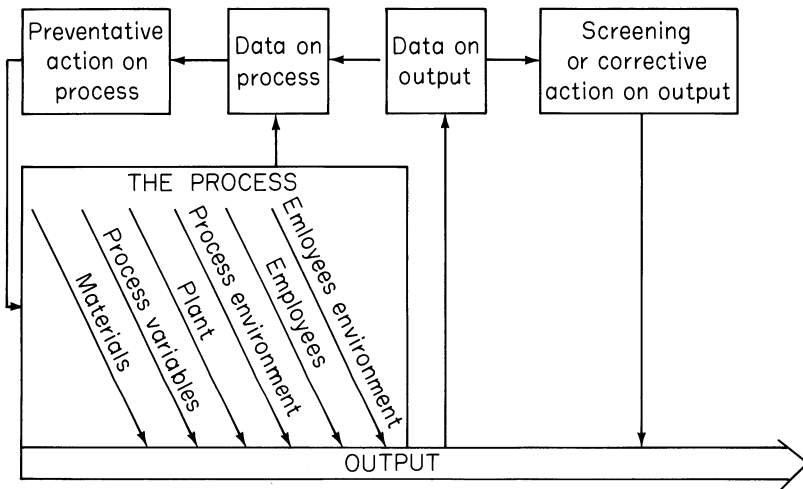 Preventative
action on
process
Data on
process
Data on
output
Screening
or corrective
action on output
THE PROCESS
Materials
Process variables
Plant
Process environment
Employees
Emloyees environment
OUTPUT